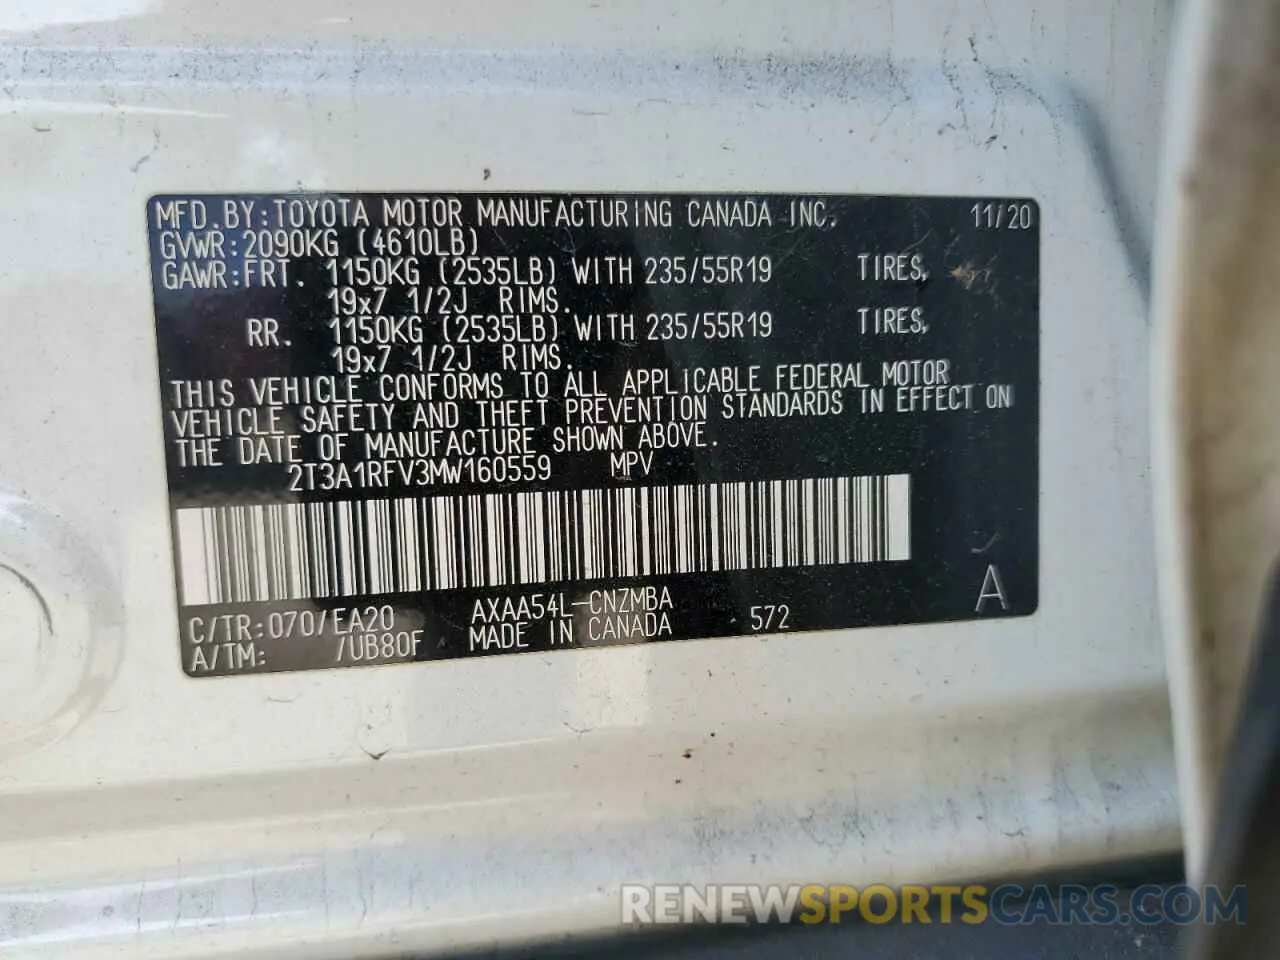 MFD.BY:TOYOTA MOTOR MANUFACTURING CANADA INC. 11/20
GVWR:2090KG (4610LB)
GAWR:FRT. 1150KG (2535LB) WITH 235/55R19 TIRES,
19x7 1/2J RIMS.
RR. 1150KG (2535LB) WITH 235/55R19 TIRES,
19x7 1/2J RIMS.
THIS VEHICLE CONFORMS TO ALL APPLICABLE FEDERAL MOTOR
VEHICLE SAFETY AND THEFT PREVENTION STANDARDS IN EFFECT ON
THE DATE OF MANUFACTURE SHOWN ABOVE.
2T3A1RFV3MW160559 MPV
C/TR:070/EA20 AXAA54L-CNZMBA A
A/TM: /UB80F MADE IN CANADA 572
RENEWSPORTSCARS.COM